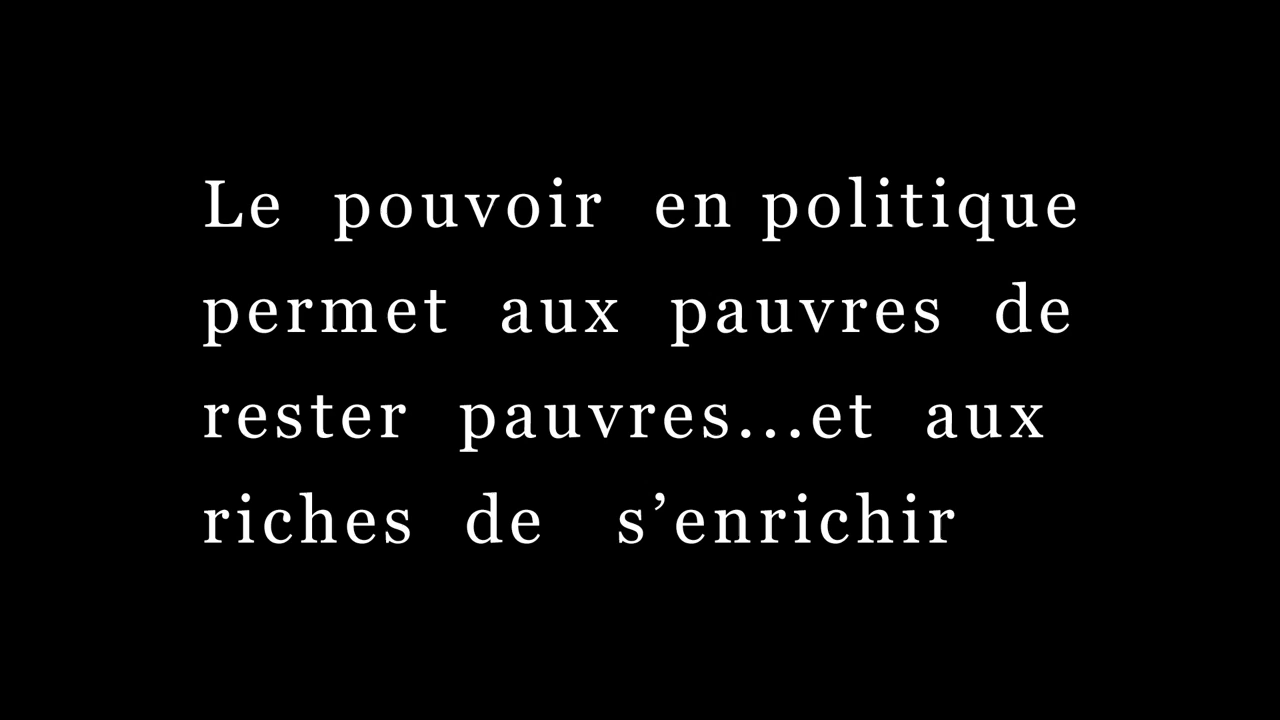 Le pouvoir en politique
permet aux pauvres de
rester pauvres...et aux
riches de s’enrichir